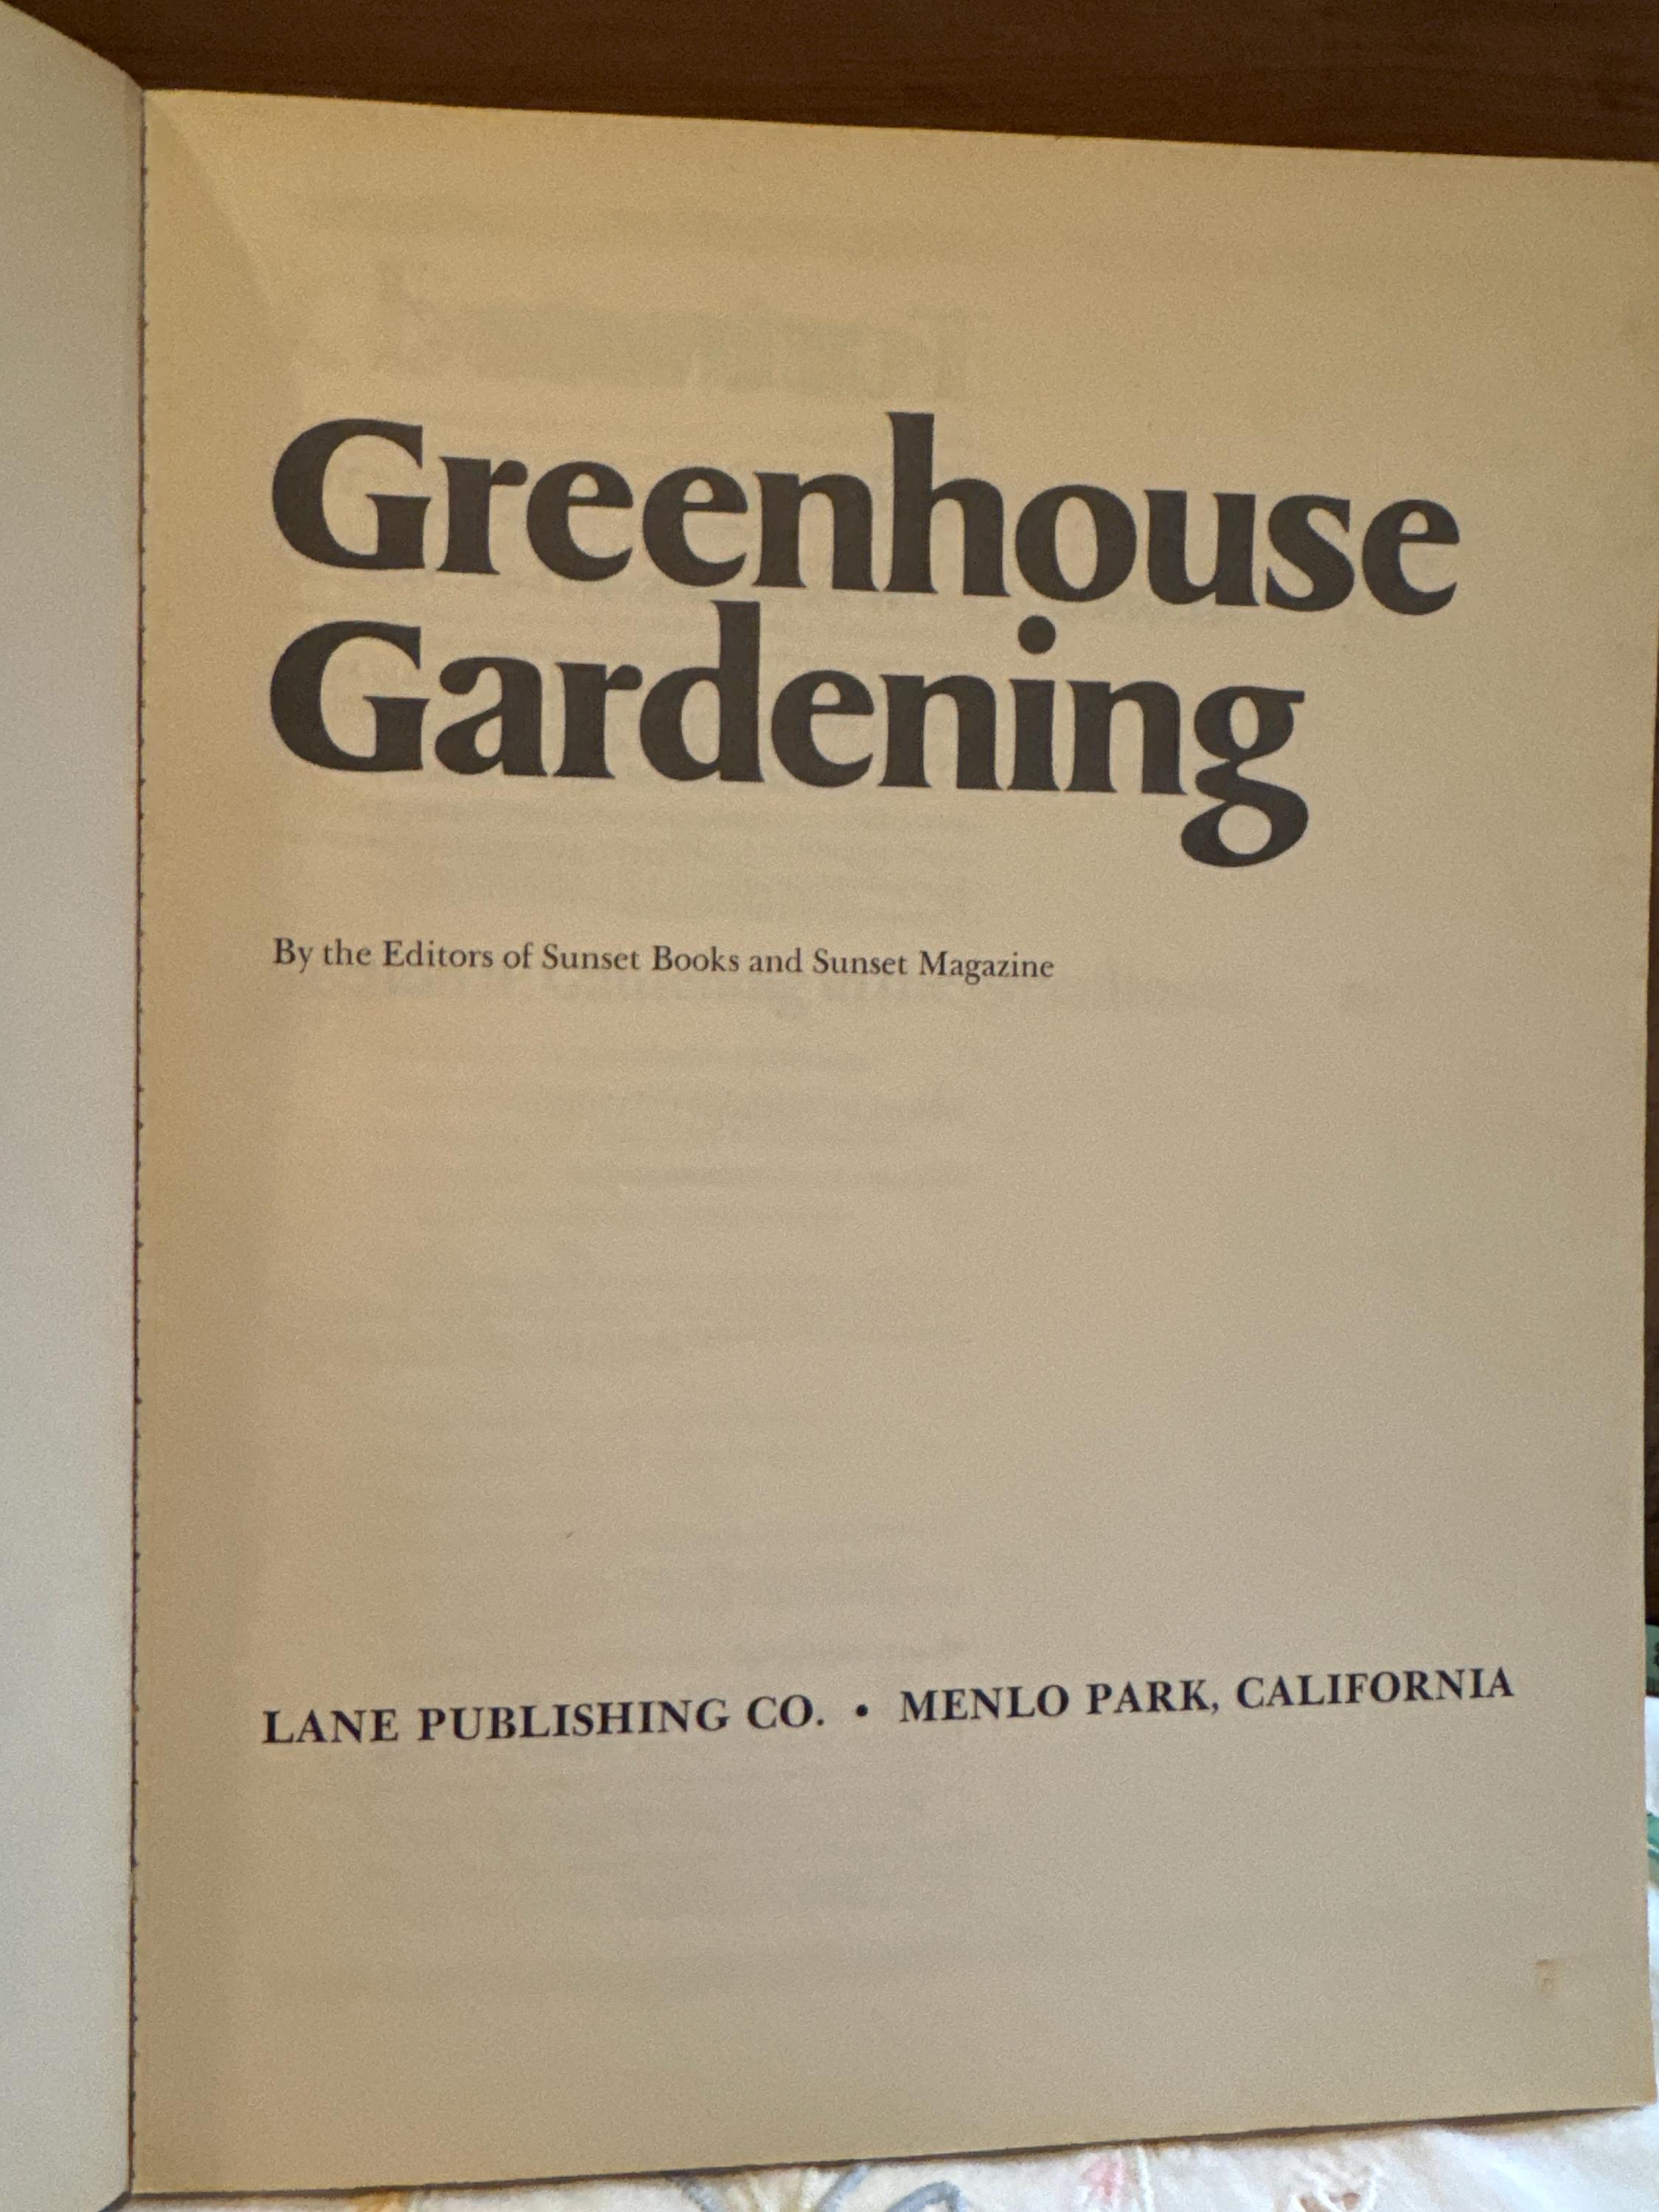 Greenhouse
Gardening
By the Editors of Sunset Books and Sunset Magazine
LANE PUBLISHING CO. • MENLO PARK, CALIFORNIA